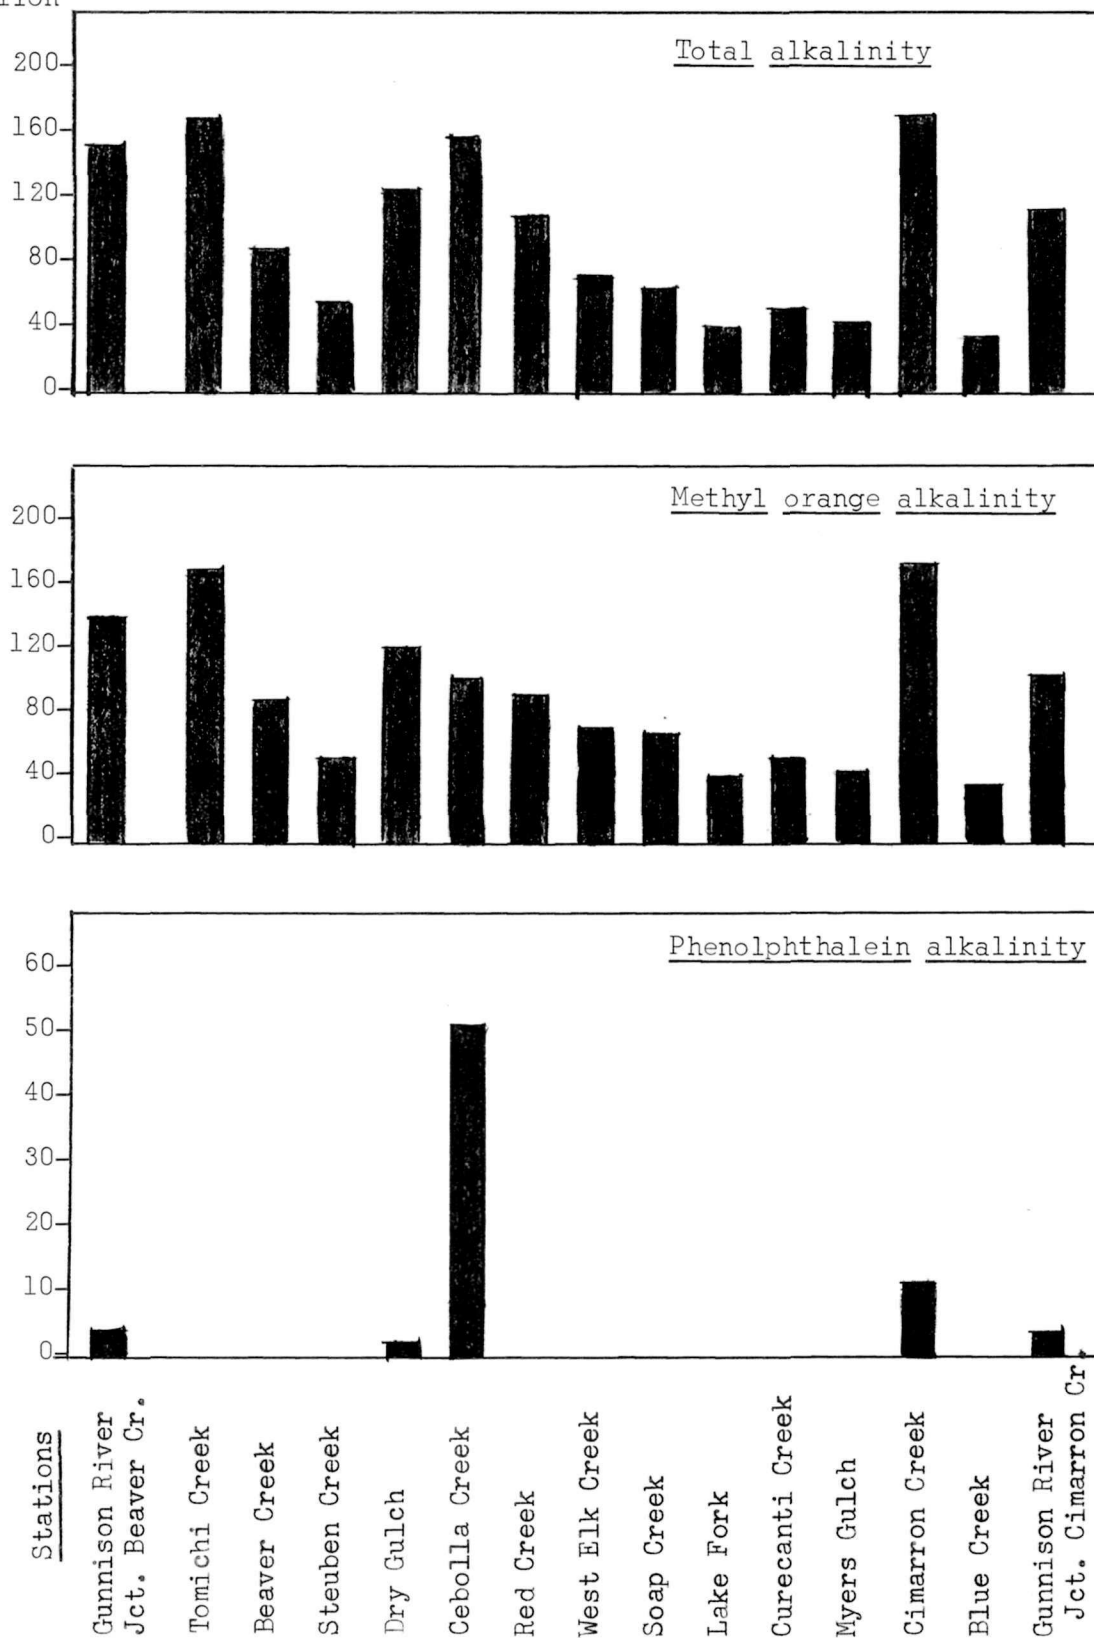 Total alkalinity
200
160
120
80
40
0
Methyl orange alkalinity
200
160
120
80
40
0
Phenolphthalein alkalinity
60
50
40
30
20
10
0
Stations
Gunnison River
Jct. Beaver Cr.
Tomichi Creek
Beaver Creek
Steuben Creek
Dry Gulch
Cebolla Creek
Red Creek
West Elk Creek
Soap Creek
Lake Fork
Curecanti Creek
Myers Gulch
Cimarron Creek
Blue Creek
Gunnison River
Jct. Cimarron Cr.